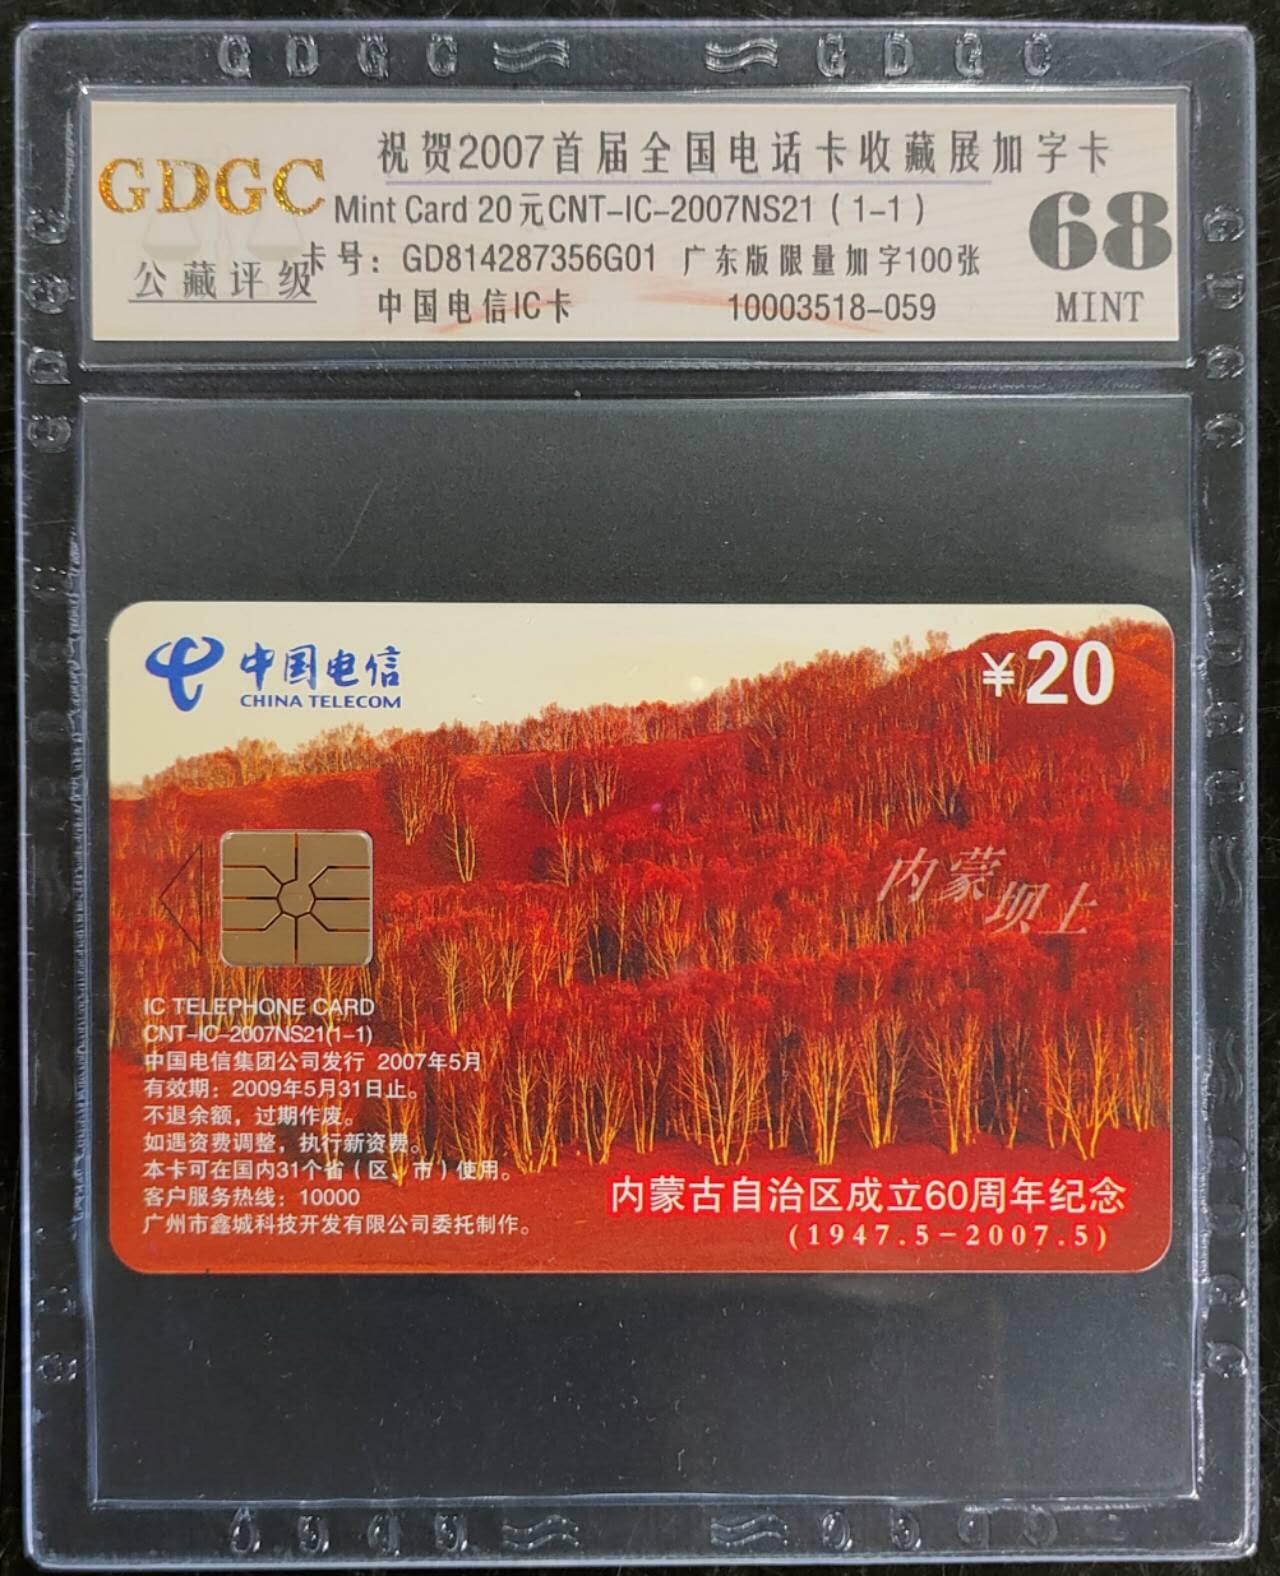 GDGC GDGC
祝贺2007首届全国电话卡收藏展加字卡
GDGC
Mint Card 20元CNT-IC-2007NS21（1-1）
68
公藏评级
卡号：GD814287356G01 广东版限量加字100张
中国电信IC卡 10003518-059
MINT
中国电信
CHINA TELECOM
¥20
内蒙
坝上
IC TELEPHONE CARD
CNT-IC-2007NS21(1-1)
中国电信集团公司发行 2007年5月
有效期：2009年5月31日止。
不退余额，过期作废。
如遇资费调整，执行新资费。
本卡可在国内31个省（区、市）使用。
客户服务热线：10000
广州市鑫城科技开发有限公司委托制作。
内蒙古自治区成立60周年纪念
(1947.5-2007.5)